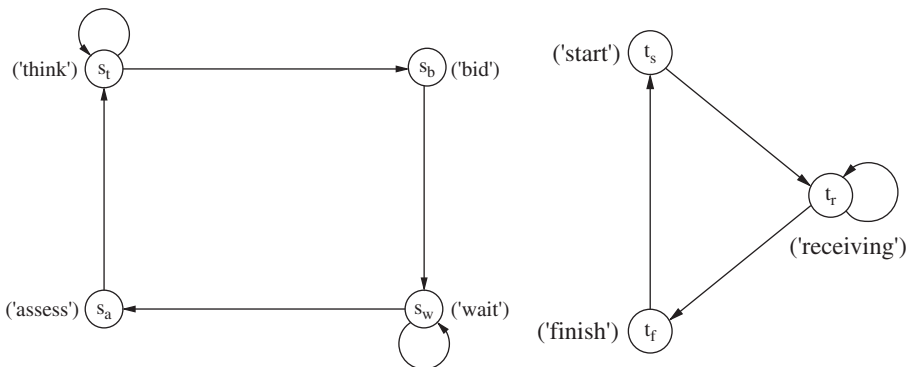 ('think') s_t s_b ('bid')
('assess') s_a s_w ('wait')
('start') t_s
t_r
('receiving')
('finish') t_f